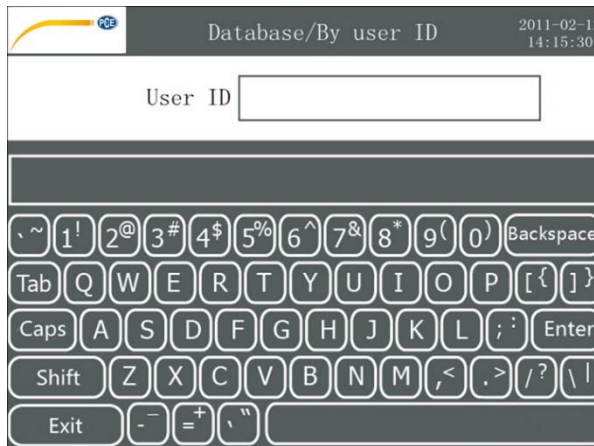 PCE
Database/By user ID
2011-02-1
14:15:30
User ID
` ~ 1 ! 2 @ 3 # 4 $ 5 % 6 ^ 7 & 8 * 9 ( 0 ) Backspace
Tab Q W E R T Y U I O P [ { ] }
Caps A S D F G H J K L ; : Enter
Shift Z X C V B N M , < . > / ? \ |
Exit - _ = + ' "